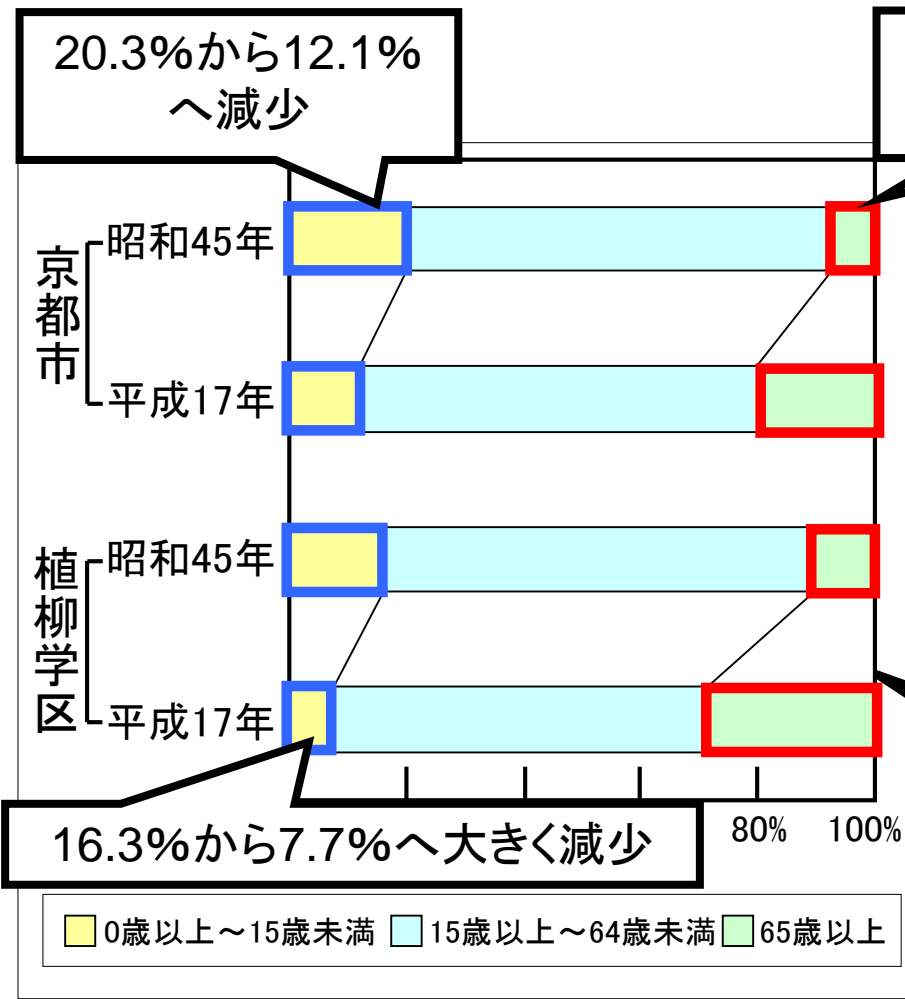 20.3%から12.1%
へ減少
京都市
昭和45年
平成17年
植柳学区
昭和45年
平成17年
80%
100%
16.3%から7.7%へ大きく減少
0歳以上～15歳未満
15歳以上～64歳未満
65歳以上